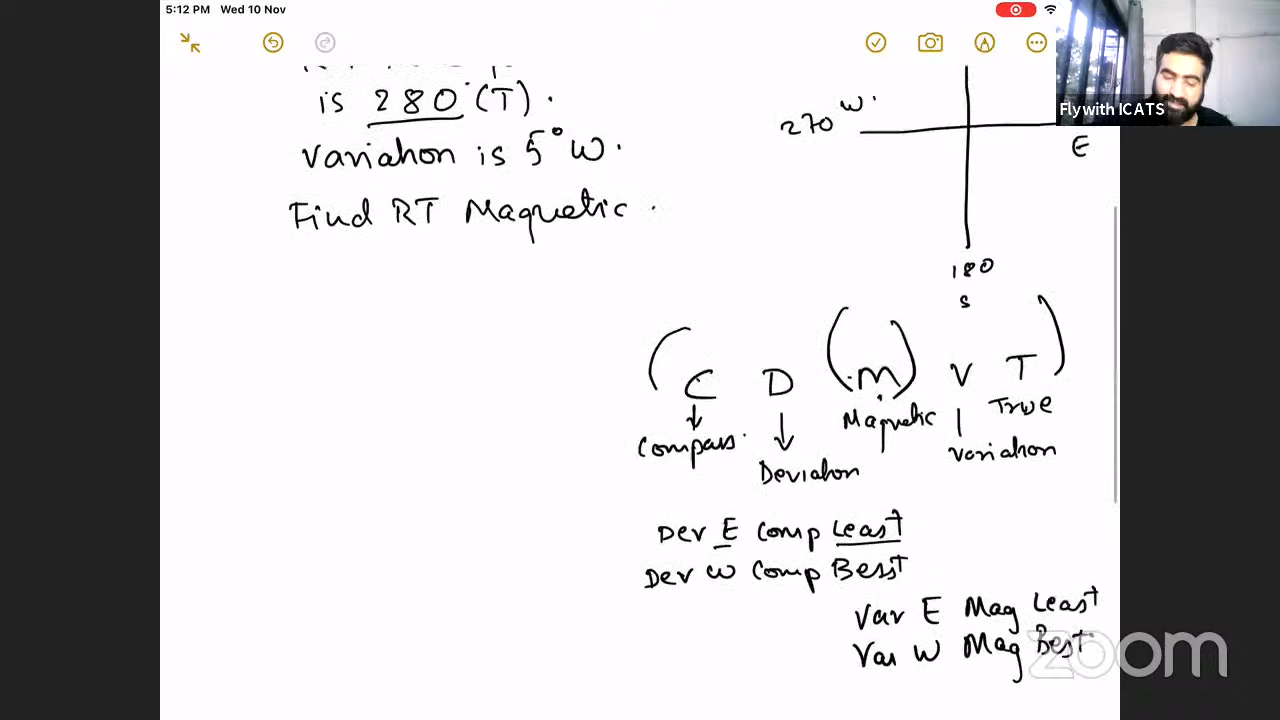 5:12 PM Wed 10 Nov
is 280 (T).
Flywith ICATS
270 W.
variation is 5° W.
E
Find RT Magnetic.
180
S
(C D (.M) V T)
Compass. Deviation Magnetic Variation True
Dev E Comp Least
Dev W Comp Besst
Var E Mag Least
Var W Mag Best
zoom